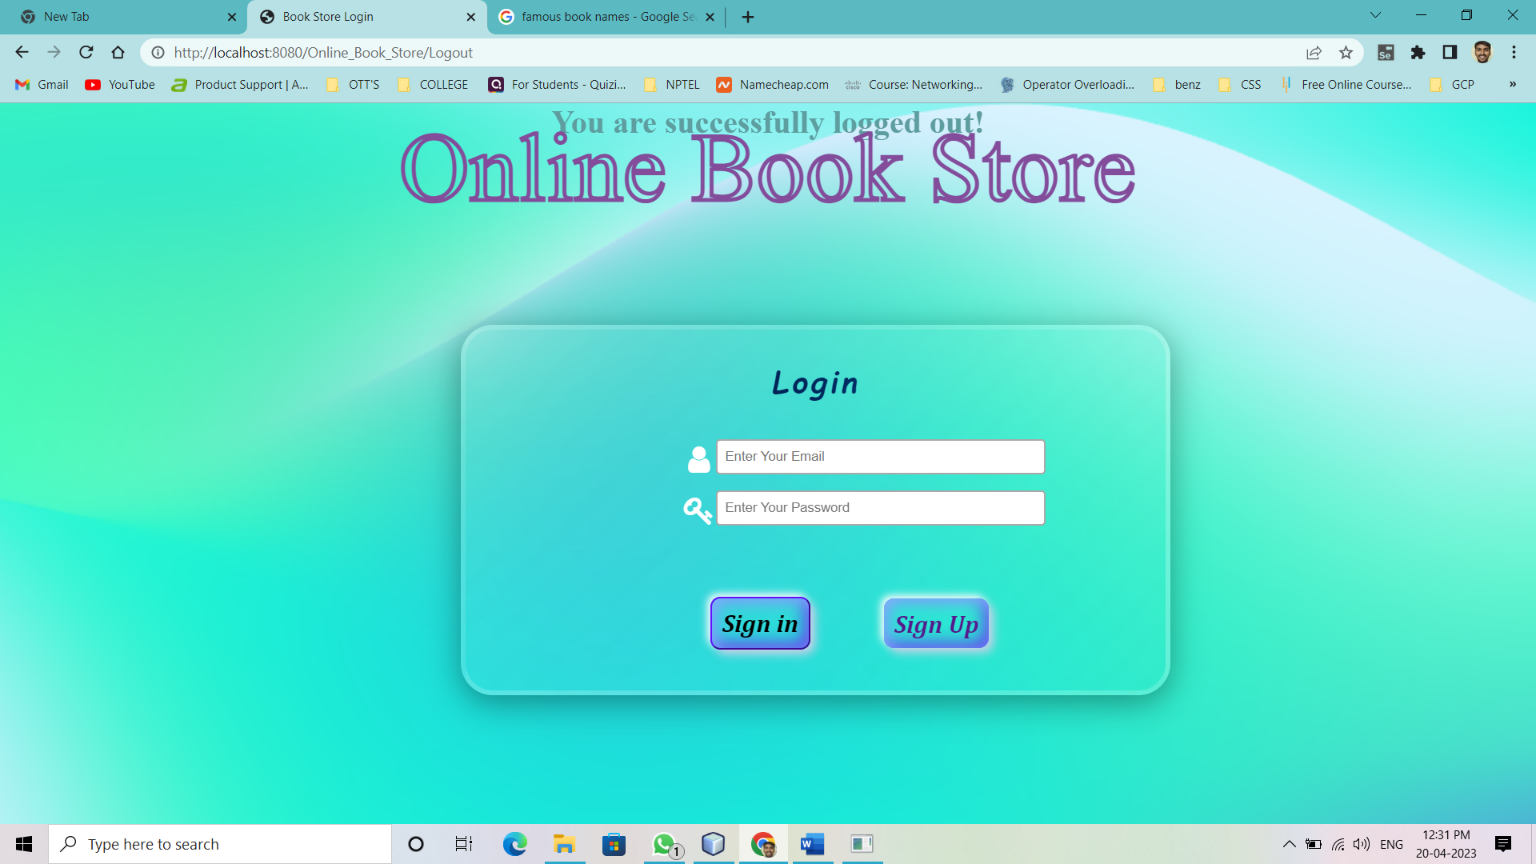 New Tab
Book Store Login
famous book names - Google Se
http://localhost:8080/Online_Book_Store/Logout
Gmail
YouTube
Product Support | A...
OTT'S
COLLEGE
For Students - Quizi...
NPTEL
Namecheap.com
Course: Networking...
Operator Overloadi...
benz
CSS
Free Online Course...
GCP
»
You are successfully logged out!
Online Book Store
Login
Enter Your Email
Enter Your Password
Sign in
Sign Up
Type here to search
1
ENG
12:31 PM
20-04-2023